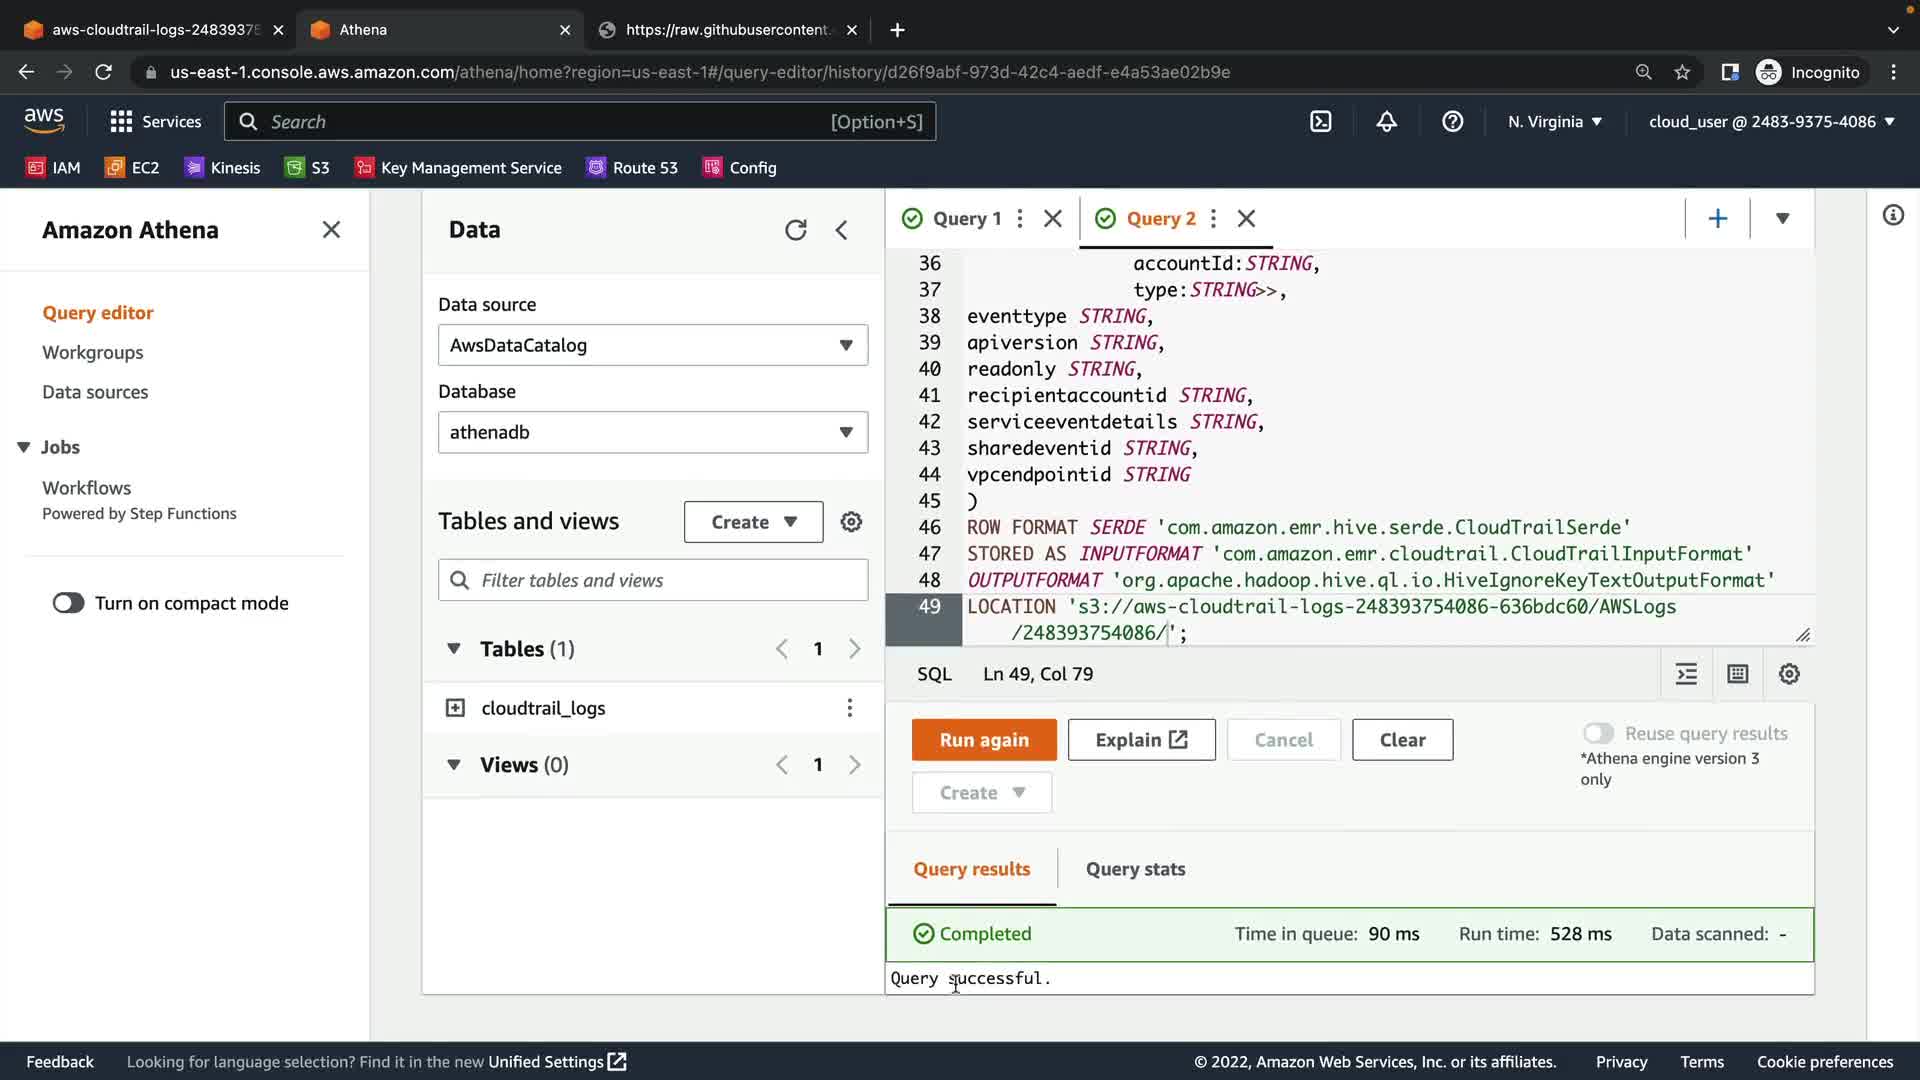 aws-cloudtrail-logs-24839375
Athena
https://raw.githubusercontent.
us-east-1.console.aws.amazon.com/athena/home?region=us-east-1#/query-editor/history/d26f9abf-973d-42c4-aedf-e4a53ae02b9e
Incognito
aws
Services
Search
[Option+S]
N. Virginia
cloud_user @ 2483-9375-4086
IAM
EC2
Kinesis
S3
Key Management Service
Route 53
Config
Amazon Athena
Query editor
Workgroups
Data sources
Jobs
Workflows
Powered by Step Functions
Turn on compact mode
Data
Data source
AwsDataCatalog
Database
athenadb
Tables and views
Create
Filter tables and views
Tables (1)
1
cloudtrail_logs
Views (0)
1
Query 1
Query 2
36 accountId:STRING,
37 type:STRING>>,
38 eventtype STRING,
39 apiversion STRING,
40 readonly STRING,
41 recipientaccountid STRING,
42 serviceeventdetails STRING,
43 sharedeventid STRING,
44 vpcendpointid STRING
45 )
46 ROW FORMAT SERDE 'com.amazon.emr.hive.serde.CloudTrailSerde'
47 STORED AS INPUTFORMAT 'com.amazon.emr.cloudtrail.CloudTrailInputFormat'
48 OUTPUTFORMAT 'org.apache.hadoop.hive.ql.io.HiveIgnoreKeyTextOutputFormat'
49 LOCATION 's3://aws-cloudtrail-logs-248393754086-636bdc60/AWSLogs
/248393754086/';
SQL Ln 49, Col 79
Run again
Explain
Cancel
Clear
Reuse query results
*Athena engine version 3
only
Create
Query results
Query stats
Completed
Time in queue: 90 ms
Run time: 528 ms
Data scanned: -
Query successful.
Feedback
Looking for language selection? Find it in the new Unified Settings
© 2022, Amazon Web Services, Inc. or its affiliates.
Privacy
Terms
Cookie preferences